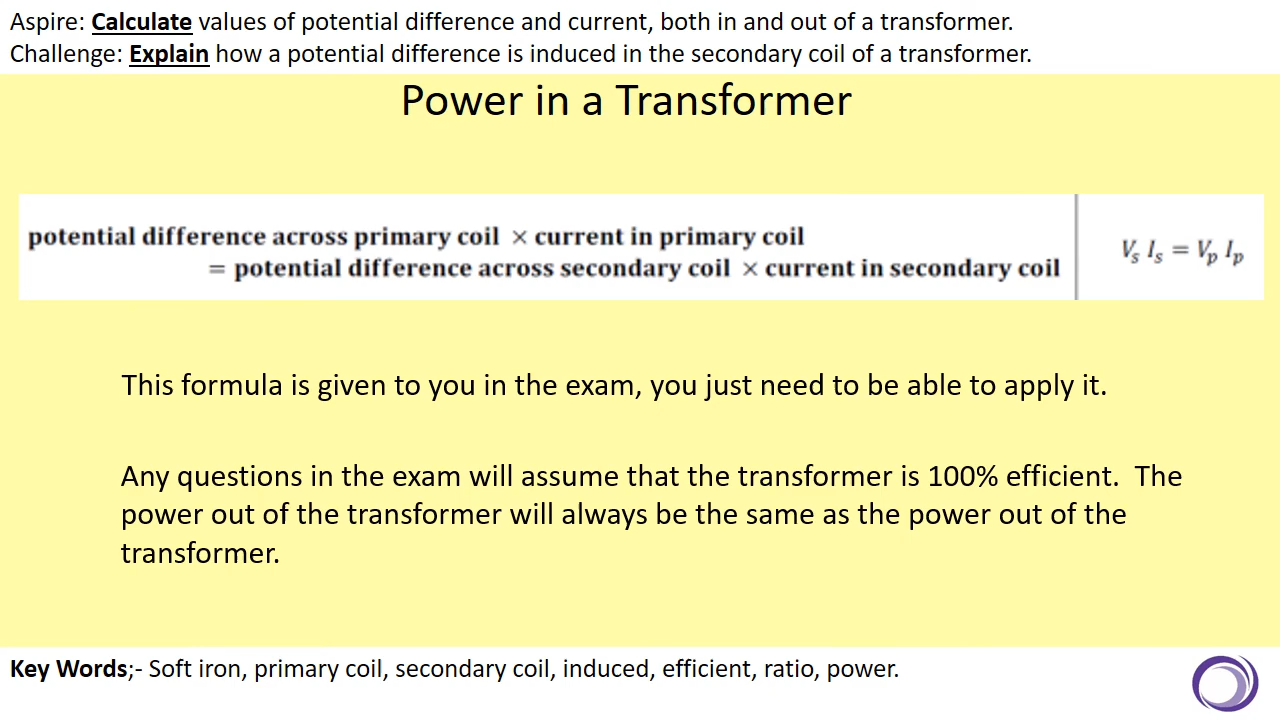 Aspire: Calculate values of potential difference and current, both in and out of a transformer.
Challenge: Explain how a potential difference is induced in the secondary coil of a transformer.
Power in a Transformer
potential difference across primary coil × current in primary coil
= potential difference across secondary coil × current in secondary coil
Vs Is = Vp Ip
This formula is given to you in the exam, you just need to be able to apply it.
Any questions in the exam will assume that the transformer is 100% efficient. The
power out of the transformer will always be the same as the power out of the
transformer.
Key Words;- Soft iron, primary coil, secondary coil, induced, efficient, ratio, power.